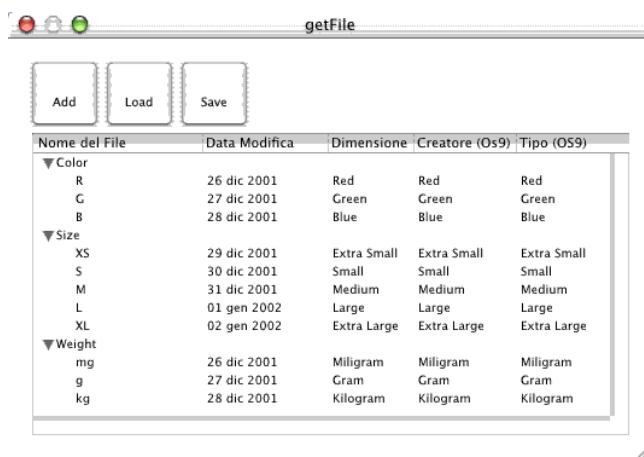 getFile
Add Load Save
Nome del File Data Modifica Dimensione Creatore (Os9) Tipo (OS9)
Color
R 26 dic 2001 Red Red Red
G 27 dic 2001 Green Green Green
B 28 dic 2001 Blue Blue Blue
Size
XS 29 dic 2001 Extra Small Extra Small Extra Small
S 30 dic 2001 Small Small Small
M 31 dic 2001 Medium Medium Medium
L 01 gen 2002 Large Large Large
XL 02 gen 2002 Extra Large Extra Large Extra Large
Weight
mg 26 dic 2001 Miligram Miligram Miligram
g 27 dic 2001 Gram Gram Gram
kg 28 dic 2001 Kilogram Kilogram Kilogram